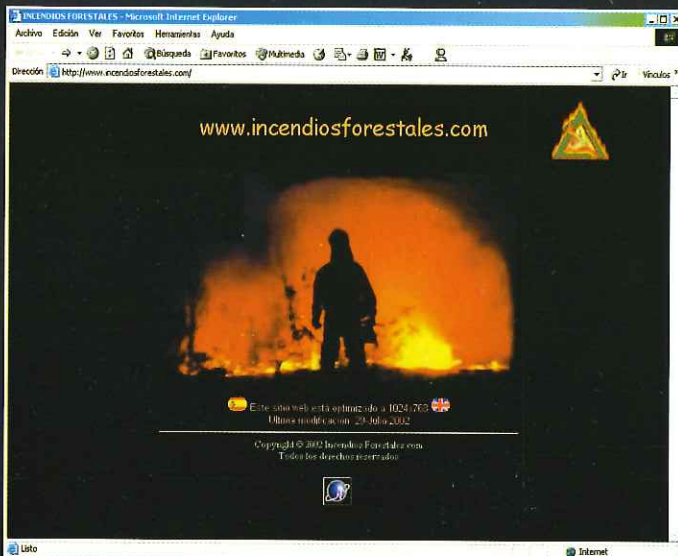 INCENDIOS FORESTALES - Microsoft Internet Explorer
Archivo Edición Ver Favoritos Herramientas Ayuda
Búsqueda Favoritos Multimedia
Dirección http://www.incendiosforestales.com/ Ir Vínculos »
www.incendiosforestales.com
Este sitio web está optimizado a 1024x768
Última modificación: 29-Julio-2002
Copyright © 2002 Incendios Forestales.com
Todos los derechos reservados
Listo Internet